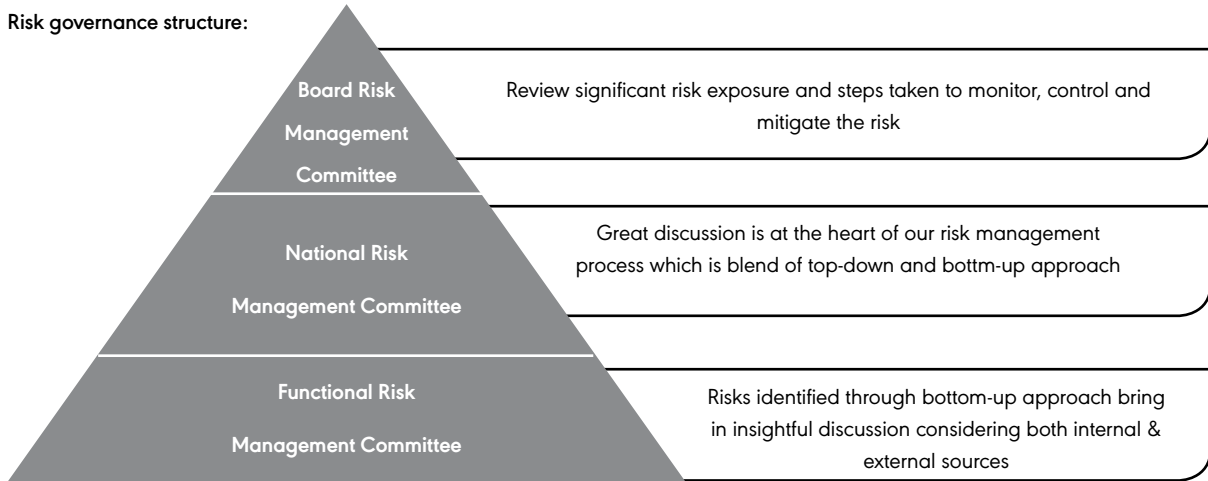 Risk governance structure:
Board Risk
Management
Committee
Review significant risk exposure and steps taken to monitor, control and
mitigate the risk
National Risk
Management Committee
Great discussion is at the heart of our risk management
process which is blend of top-down and bottm-up approach
Functional Risk
Management Committee
Risks identified through bottom-up approach bring
in insightful discussion considering both internal &
external sources